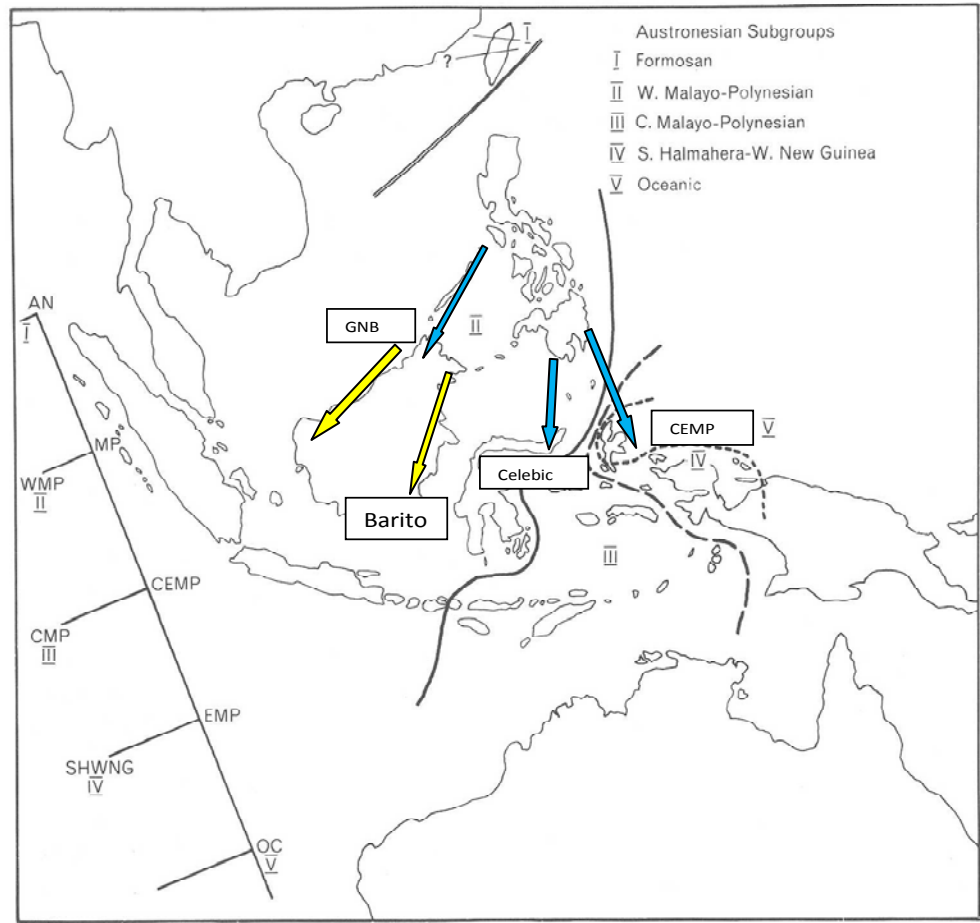 Austronesian Subgroups
I Formosan
II W. Malayo-Polynesian
III C. Malayo-Polynesian
IV S. Halmahera-W. New Guinea
V Oceanic
I
?
GNB
II
AN
I
MP
WMP
II
CEMP
V
IV
Celebic
Barito
III
CEMP
CMP
III
EMP
SHWNG
IV
OC
V